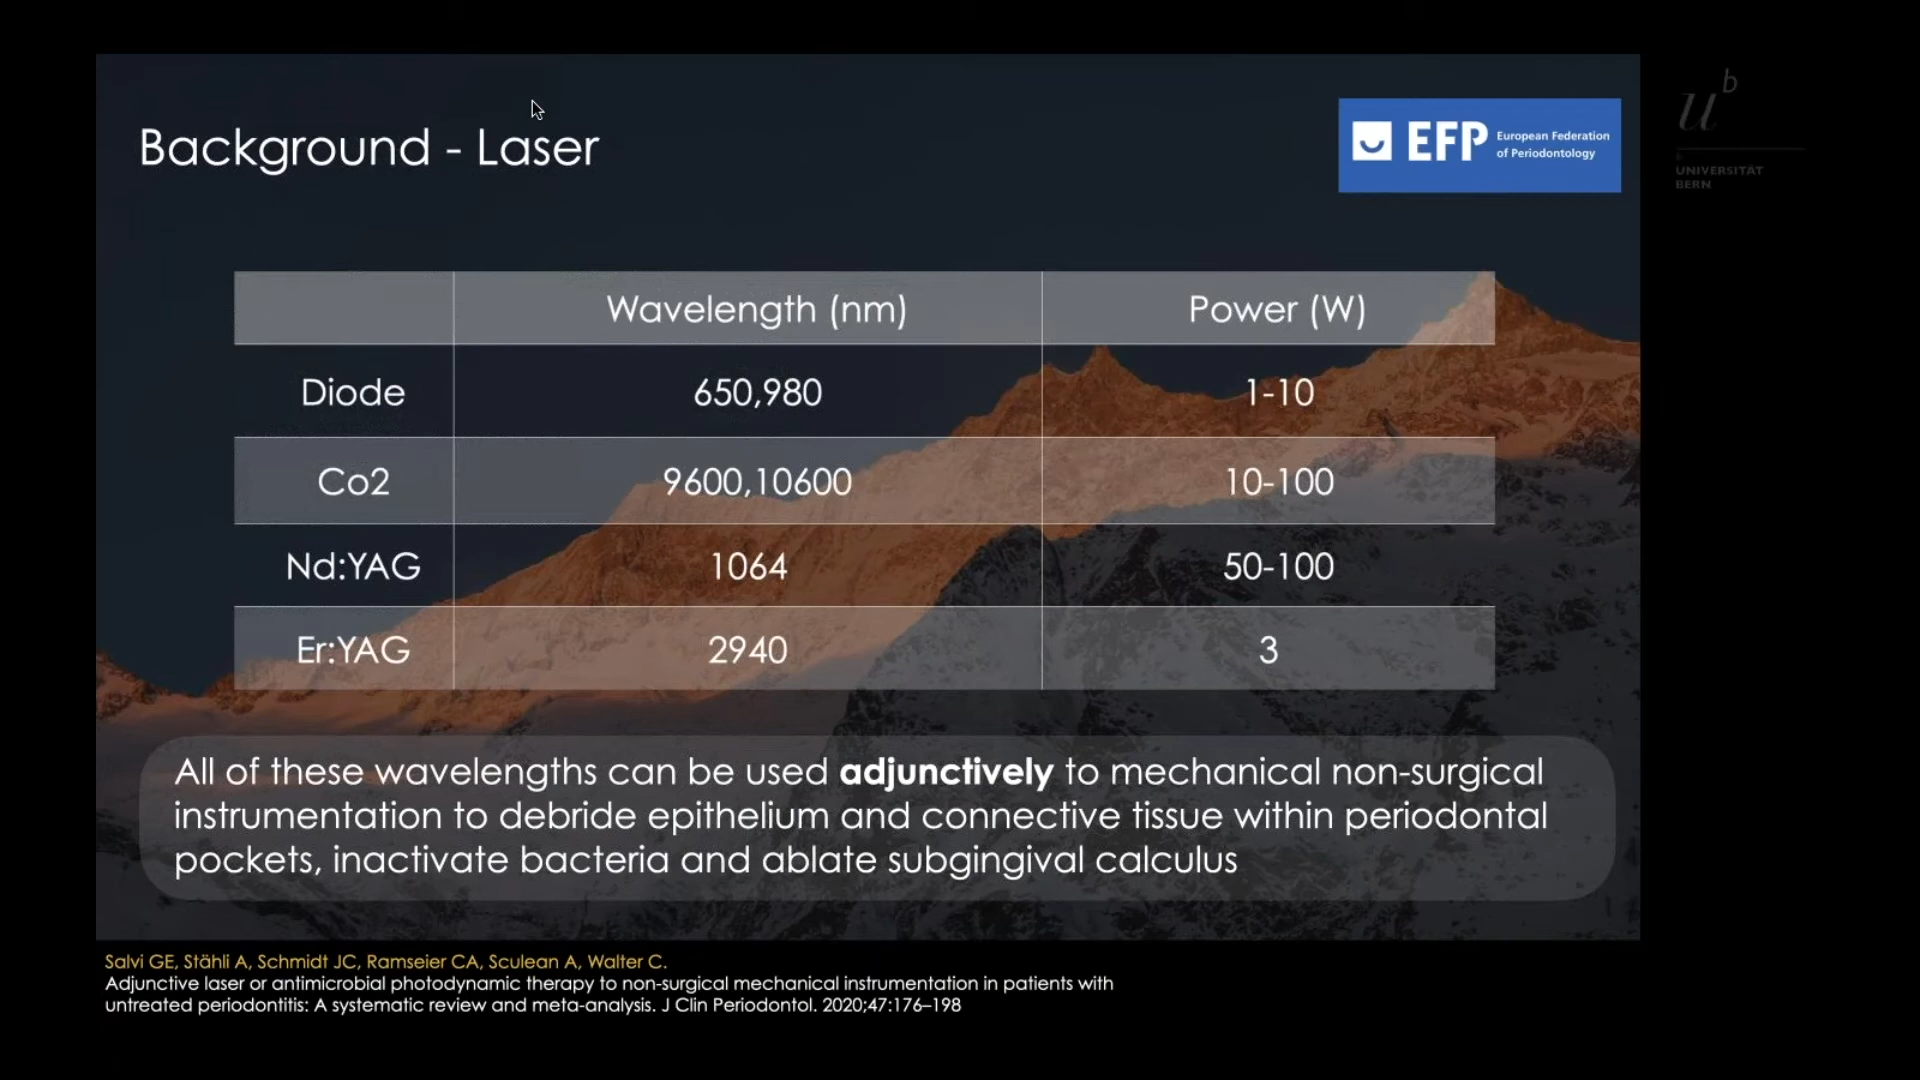 Background - Laser
EFP European Federation
of Periodontology
u
b
b
UNIVERSITÄT
BERN
Wavelength (nm) Power (W)
Diode 650,980 1-10
Co2 9600,10600 10-100
Nd:YAG 1064 50-100
Er:YAG 2940 3
All of these wavelengths can be used adjunctively to mechanical non-surgical
instrumentation to debride epithelium and connective tissue within periodontal
pockets, inactivate bacteria and ablate subgingival calculus
Salvi GE, Stähli A, Schmidt JC, Ramseier CA, Sculean A, Walter C.
Adjunctive laser or antimicrobial photodynamic therapy to non-surgical mechanical instrumentation in patients with
untreated periodontitis: A systematic review and meta-analysis. J Clin Periodontol. 2020;47:176–198